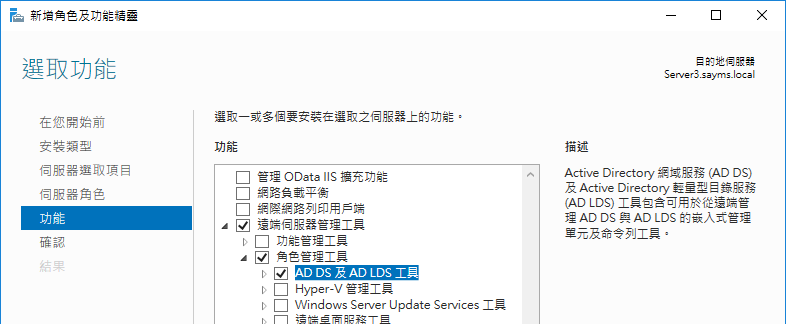 新增角色及功能精靈
選取功能
目的地伺服器
Server3.sayms.local
在您開始前
安裝類型
伺服器選取項目
伺服器角色
功能
確認
結果
選取一或多個要安裝在選取之伺服器上的功能。
功能
管理 OData IIS 擴充功能
網路負載平衡
網際網路列印用戶端
遠端伺服器管理工具
功能管理工具
角色管理工具
AD DS 及 AD LDS 工具
Hyper-V 管理工具
Windows Server Update Services 工具
遠端桌面服務工具
描述
Active Directory 網域服務 (AD DS)
及 Active Directory 輕量型目錄服務
(AD LDS) 工具包含可用於從遠端管
理 AD DS 與 AD LDS 的嵌入式管理
單元及命令列工具。